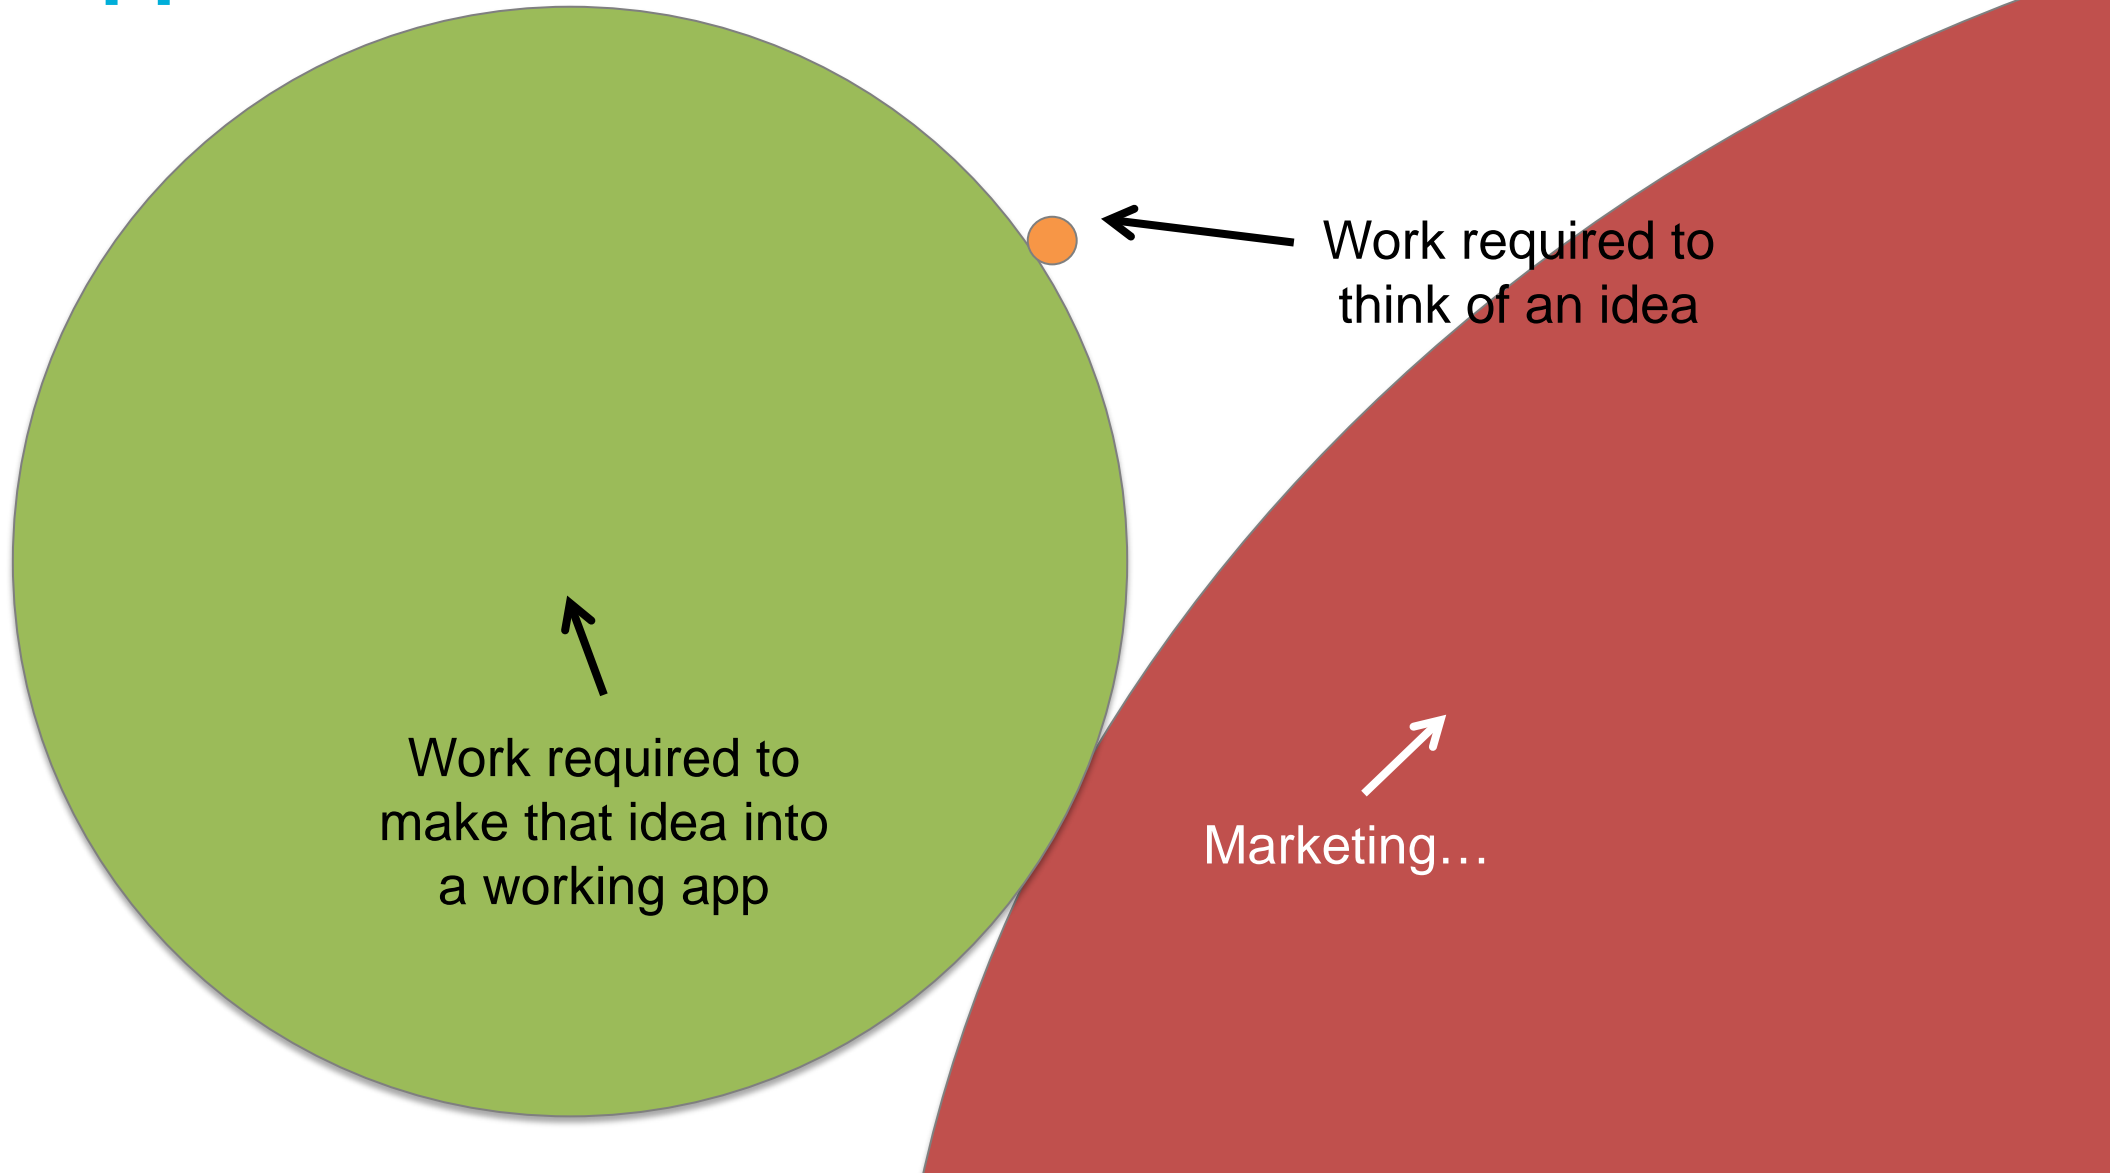 Work required to
think of an idea
Work required to
make that idea into
a working app
Marketing…